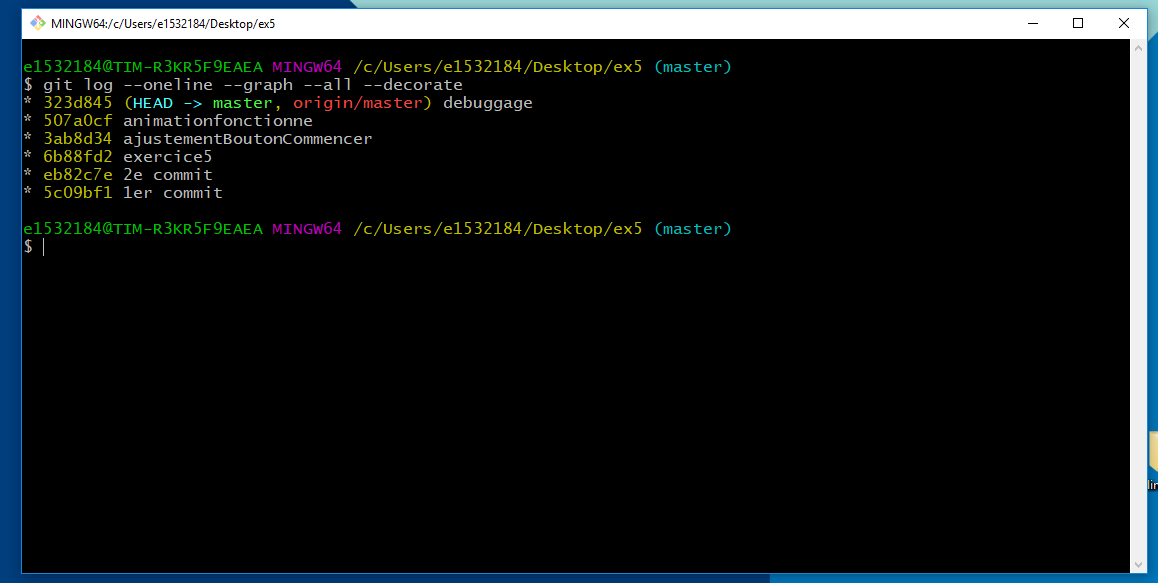 MINGW64:/c/Users/e1532184/Desktop/ex5
e1532184@TIM-R3KR5F9EAEA MINGW64 /c/Users/e1532184/Desktop/ex5 (master)
$ git log --oneline --graph --all --decorate
* 323d845 (HEAD -> master, origin/master) debuggage
* 507a0cf animationfonctionne
* 3ab8d34 ajustementBoutonCommencer
* 6b88fd2 exercice5
* eb82c7e 2e commit
* 5c09bf1 1er commit
e1532184@TIM-R3KR5F9EAEA MINGW64 /c/Users/e1532184/Desktop/ex5 (master)
$